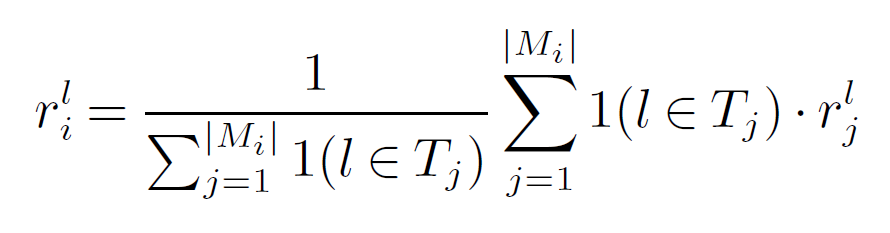 r_i^l = \frac{1}{\sum_{j=1}^{|M_i|} 1(l \in T_j)} \sum_{j=1}^{|M_i|} 1(l \in T_j) \cdot r_j^l